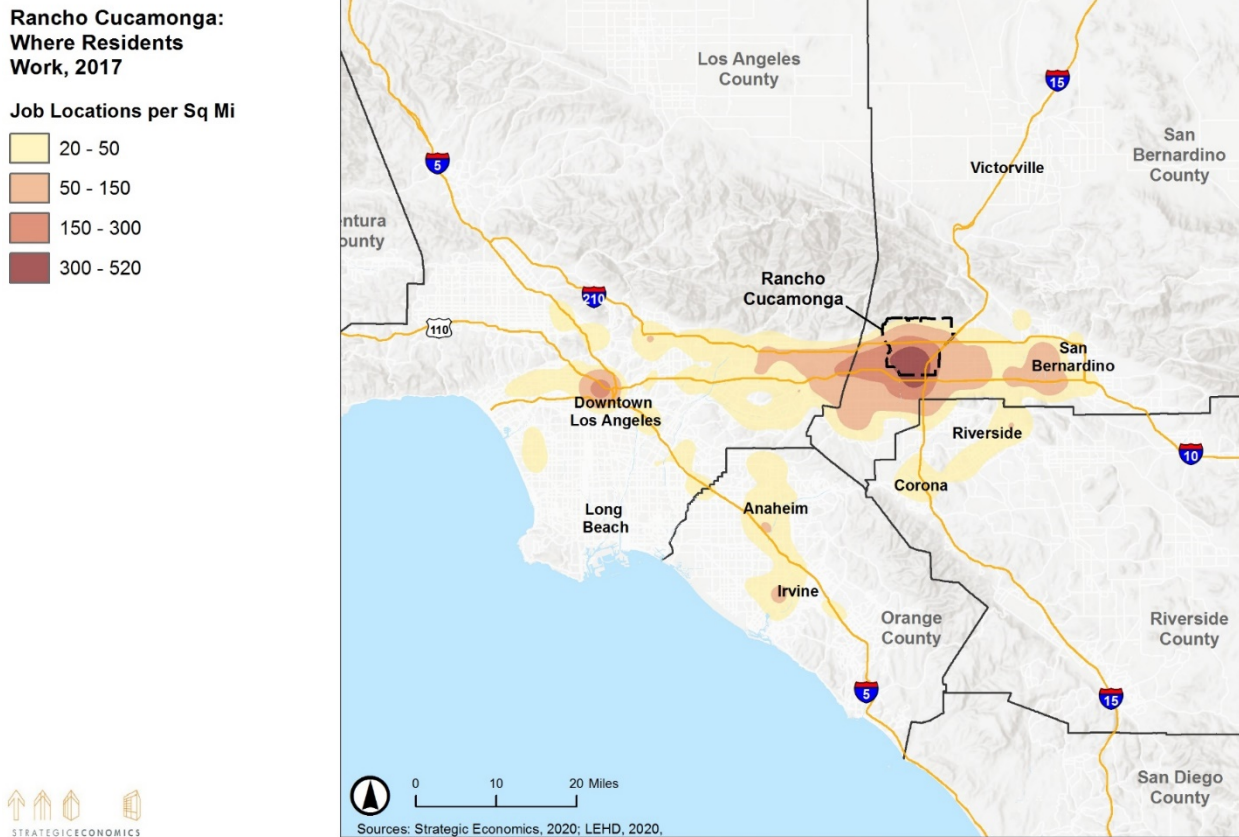 Rancho Cucamonga:
Where Residents
Work, 2017
Job Locations per Sq Mi
20 - 50
50 - 150
150 - 300
300 - 520
Los Angeles
County
15
San
Bernardino
County
5
Victorville
entura
ounty
Rancho
Cucamonga
210
110
San
Bernardino
Downtown
Los Angeles
Riverside
10
Corona
Long
Beach
Anaheim
Irvine
Orange
County
Riverside
County
5
15
San Diego
County
0 10 20 Miles
Sources: Strategic Economics, 2020; LEHD, 2020,
STRATEGICECONOMICS